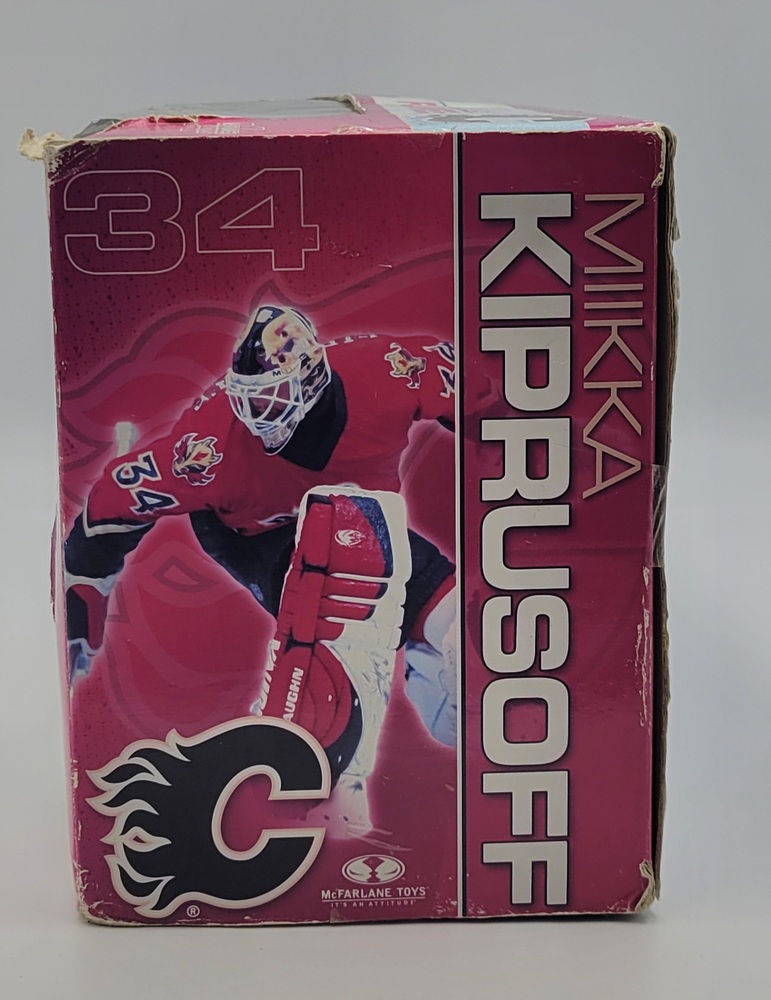 34
MIIKKA
KIPRUSOFF
34
VAUGHN
C
®
McFARLANE TOYS
IT'S AN ATTITUDE